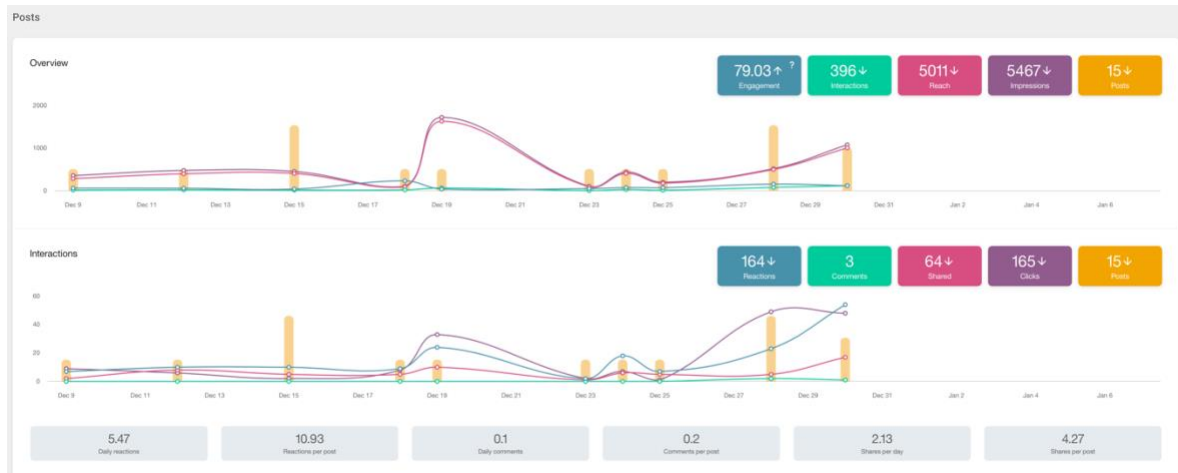 Posts
Overview
79.03↑ ?
Engagement
396↓
Interactions
5011↓
Reach
5467↓
Impressions
15↓
Posts
2000
1000
0
Dec 9 Dec 11 Dec 13 Dec 15 Dec 17 Dec 19 Dec 21 Dec 23 Dec 25 Dec 27 Dec 29 Dec 31 Jan 2 Jan 4 Jan 6
Interactions
164↓
Reactions
3
Comments
64↓
Shared
165↓
Clicks
15↓
Posts
60
40
20
0
Dec 9 Dec 11 Dec 13 Dec 15 Dec 17 Dec 19 Dec 21 Dec 23 Dec 25 Dec 27 Dec 29 Dec 31 Jan 2 Jan 4 Jan 6
5.47
Daily reactions
10.93
Reactions per post
0.1
Daily comments
0.2
Comments per post
2.13
Shares per day
4.27
Shares per post